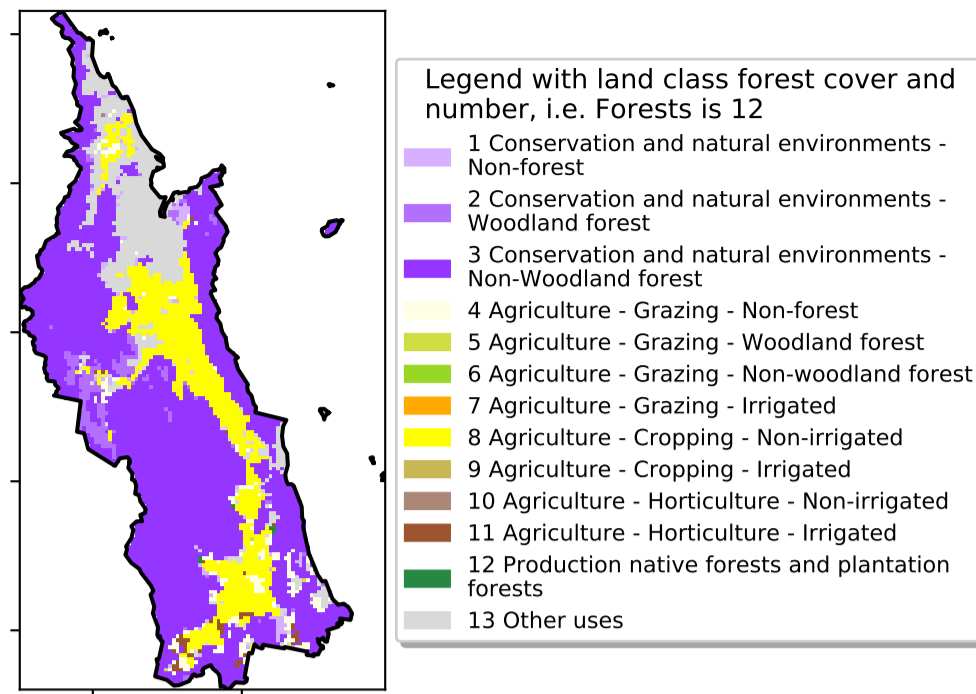 Legend with land class forest cover and
number, i.e. Forests is 12
1 Conservation and natural environments -
Non-forest
2 Conservation and natural environments -
Woodland forest
3 Conservation and natural environments -
Non-Woodland forest
4 Agriculture - Grazing - Non-forest
5 Agriculture - Grazing - Woodland forest
6 Agriculture - Grazing - Non-woodland forest
7 Agriculture - Grazing - Irrigated
8 Agriculture - Cropping - Non-irrigated
9 Agriculture - Cropping - Irrigated
10 Agriculture - Horticulture - Non-irrigated
11 Agriculture - Horticulture - Irrigated
12 Production native forests and plantation
forests
13 Other uses